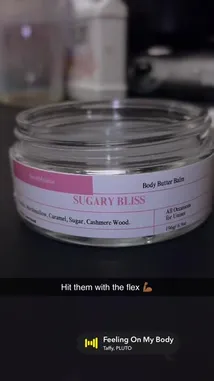 Body Butter Balm
SUGARY BLISS
Marshmallow, Caramel, Sugar, Cashmere Wood.
All Occasions
for Unisex
Hit them with the flex 💪🏾
Feeling On My Body
Taffy, PLUTO